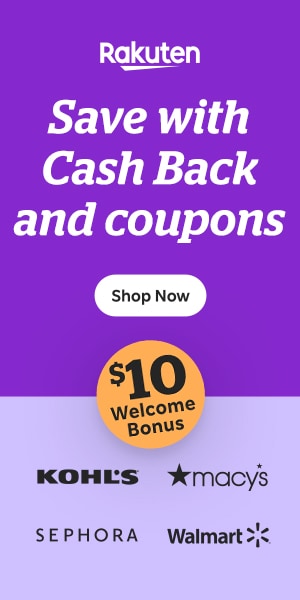 Rakuten
Save with
Cash Back
and coupons
Shop Now
$10
Welcome
Bonus
KOHL'S
macy's
SEPHORA
Walmart